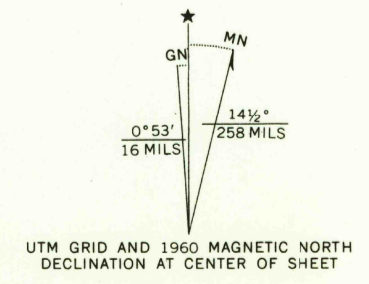 ★
MN
GN
14½°
258 MILS
0°53'
16 MILS
UTM GRID AND 1960 MAGNETIC NORTH
DECLINATION AT CENTER OF SHEET